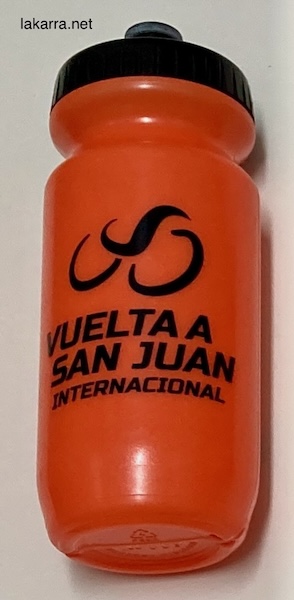 lakarra.net
VUELTA A
SAN JUAN
INTERNACIONAL